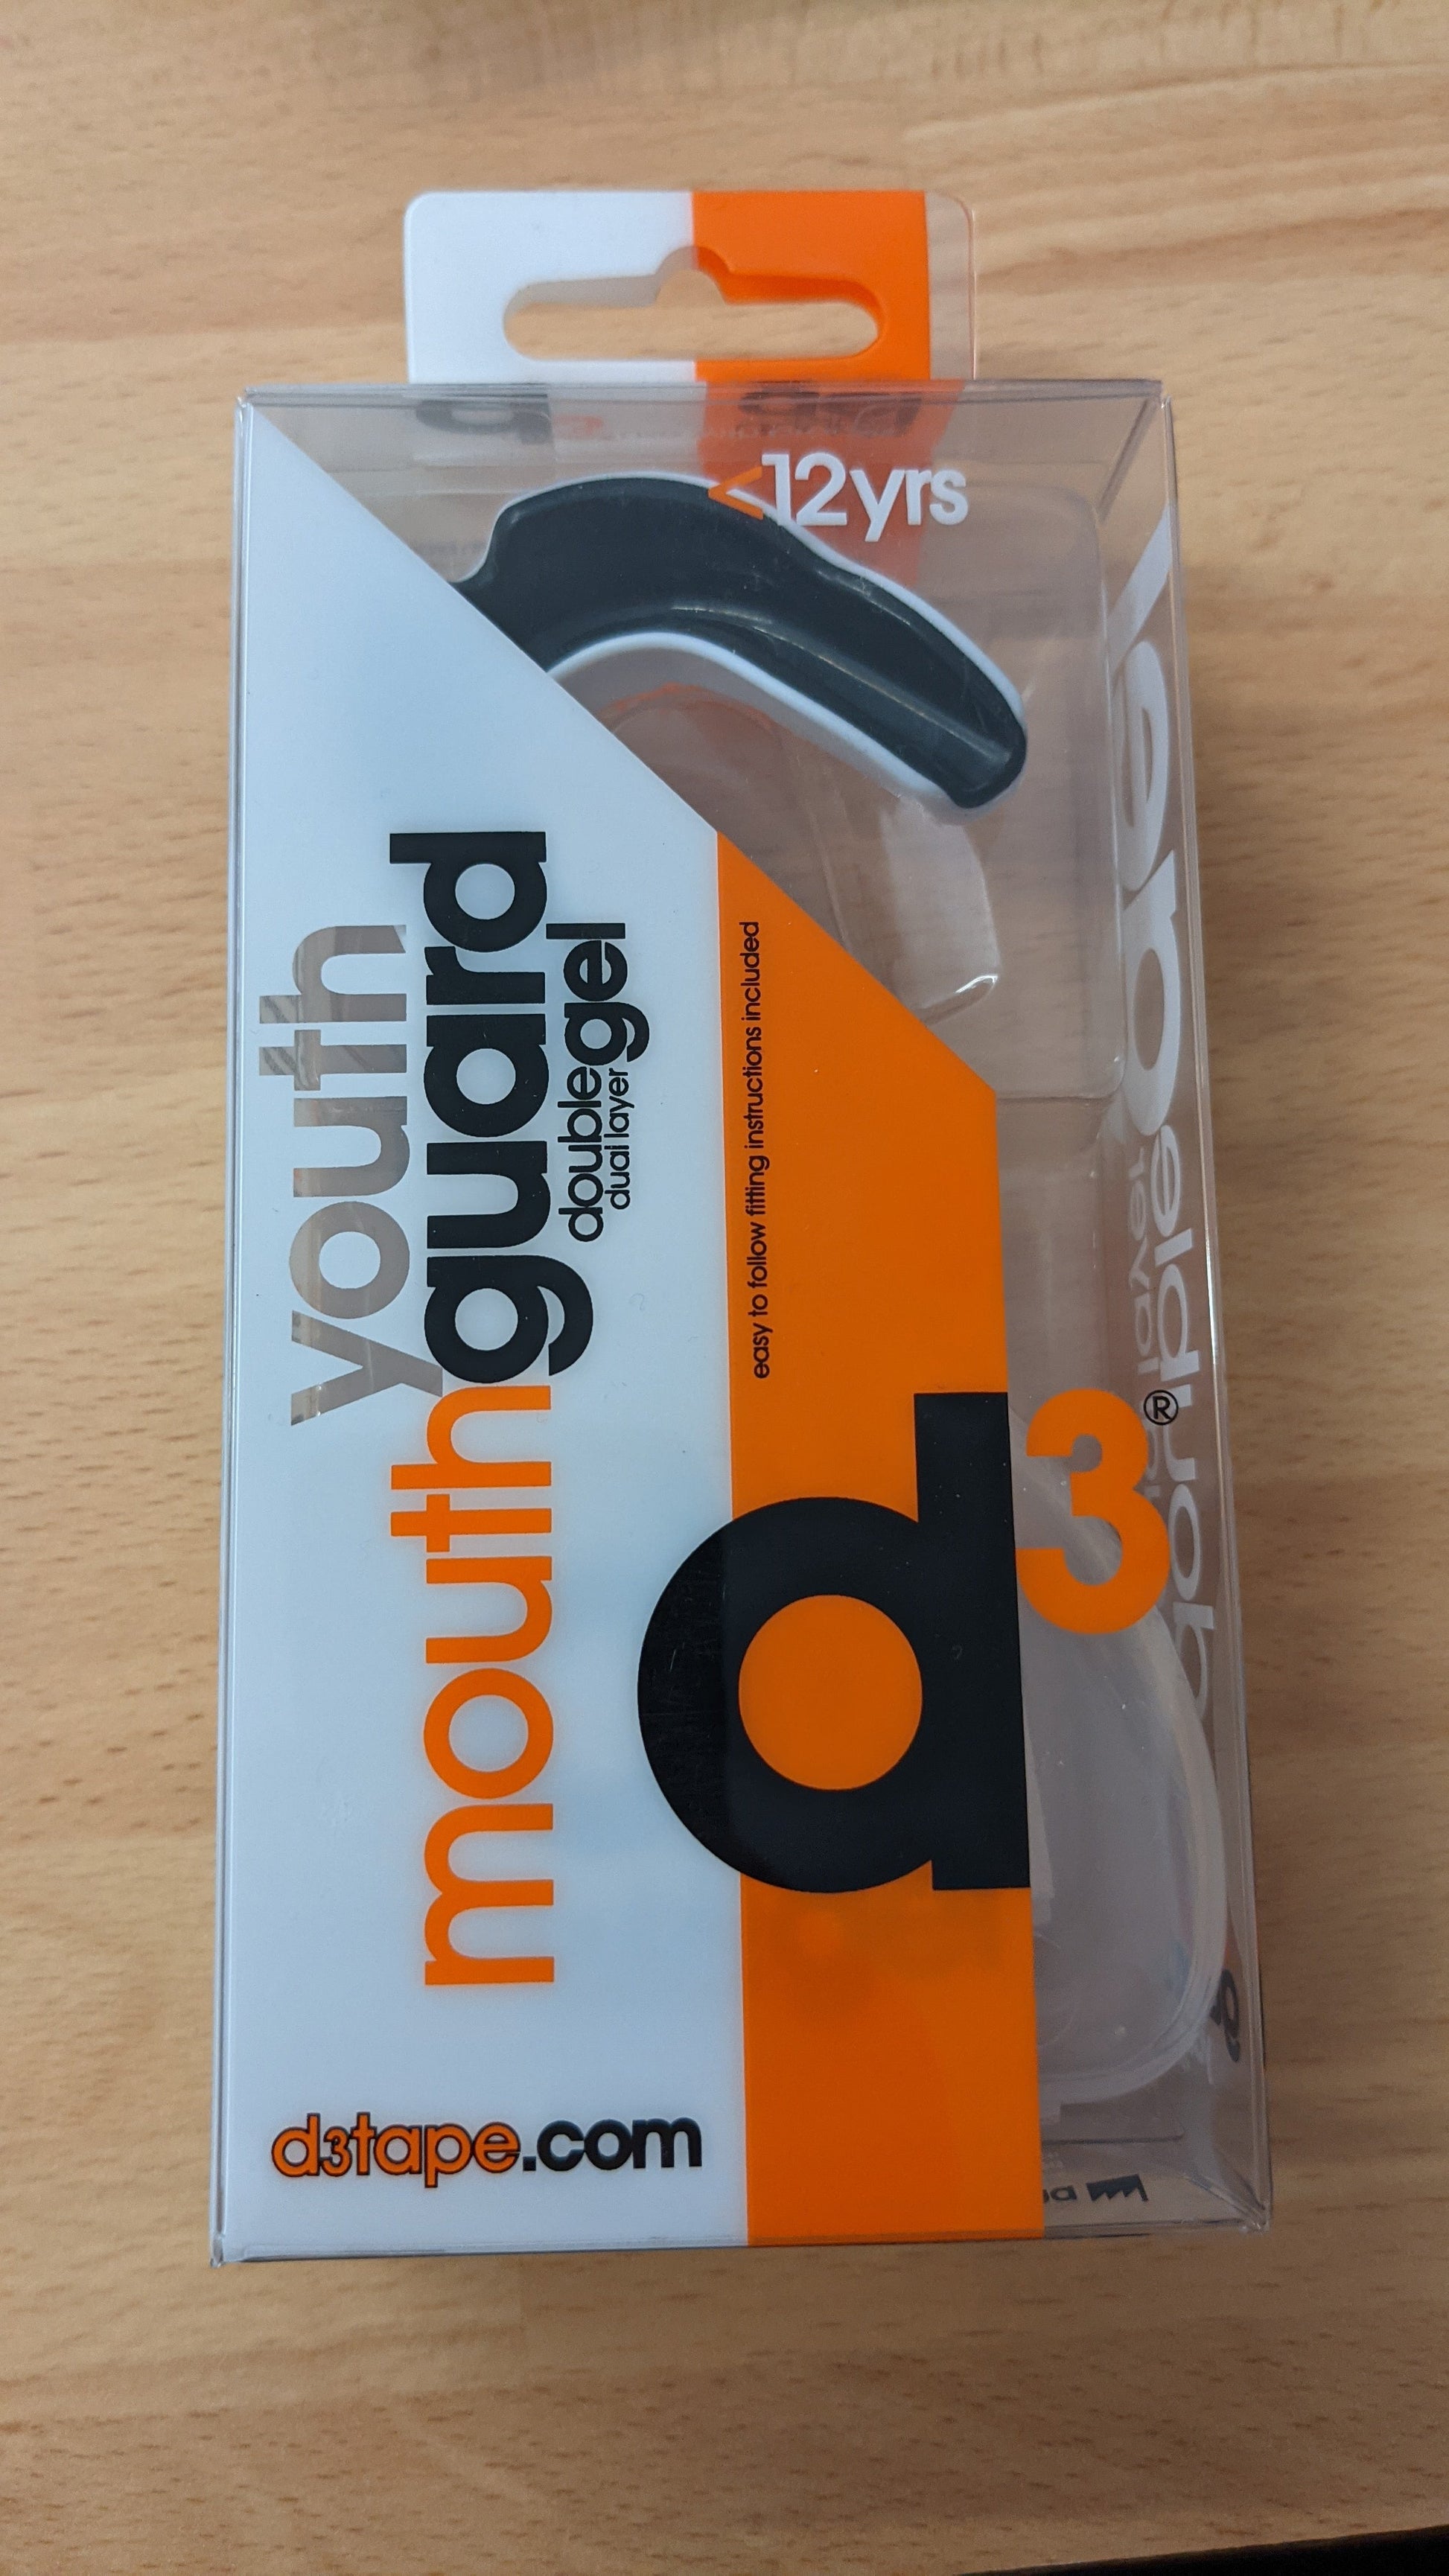 <12yrs
youth
mouthguard
doublegel
dual layer
easy to follow fitting instructions included
d3®
d3tape.com